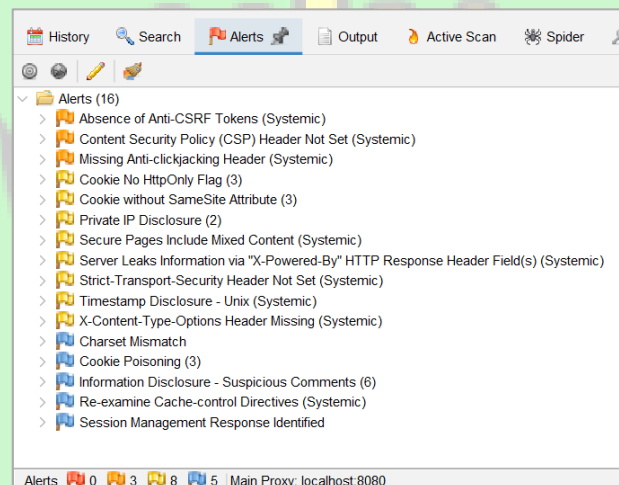 History Search Alerts Output Active Scan Spider
Alerts (16)
Absence of Anti-CSRF Tokens (Systemic)
Content Security Policy (CSP) Header Not Set (Systemic)
Missing Anti-clickjacking Header (Systemic)
Cookie No HttpOnly Flag (3)
Cookie without SameSite Attribute (3)
Private IP Disclosure (2)
Secure Pages Include Mixed Content (Systemic)
Server Leaks Information via "X-Powered-By" HTTP Response Header Field(s) (Systemic)
Strict-Transport-Security Header Not Set (Systemic)
Timestamp Disclosure - Unix (Systemic)
X-Content-Type-Options Header Missing (Systemic)
Charset Mismatch
Cookie Poisoning (3)
Information Disclosure - Suspicious Comments (6)
Re-examine Cache-control Directives (Systemic)
Session Management Response Identified
Alerts 0 3 8 5 Main Proxy: localhost:8080